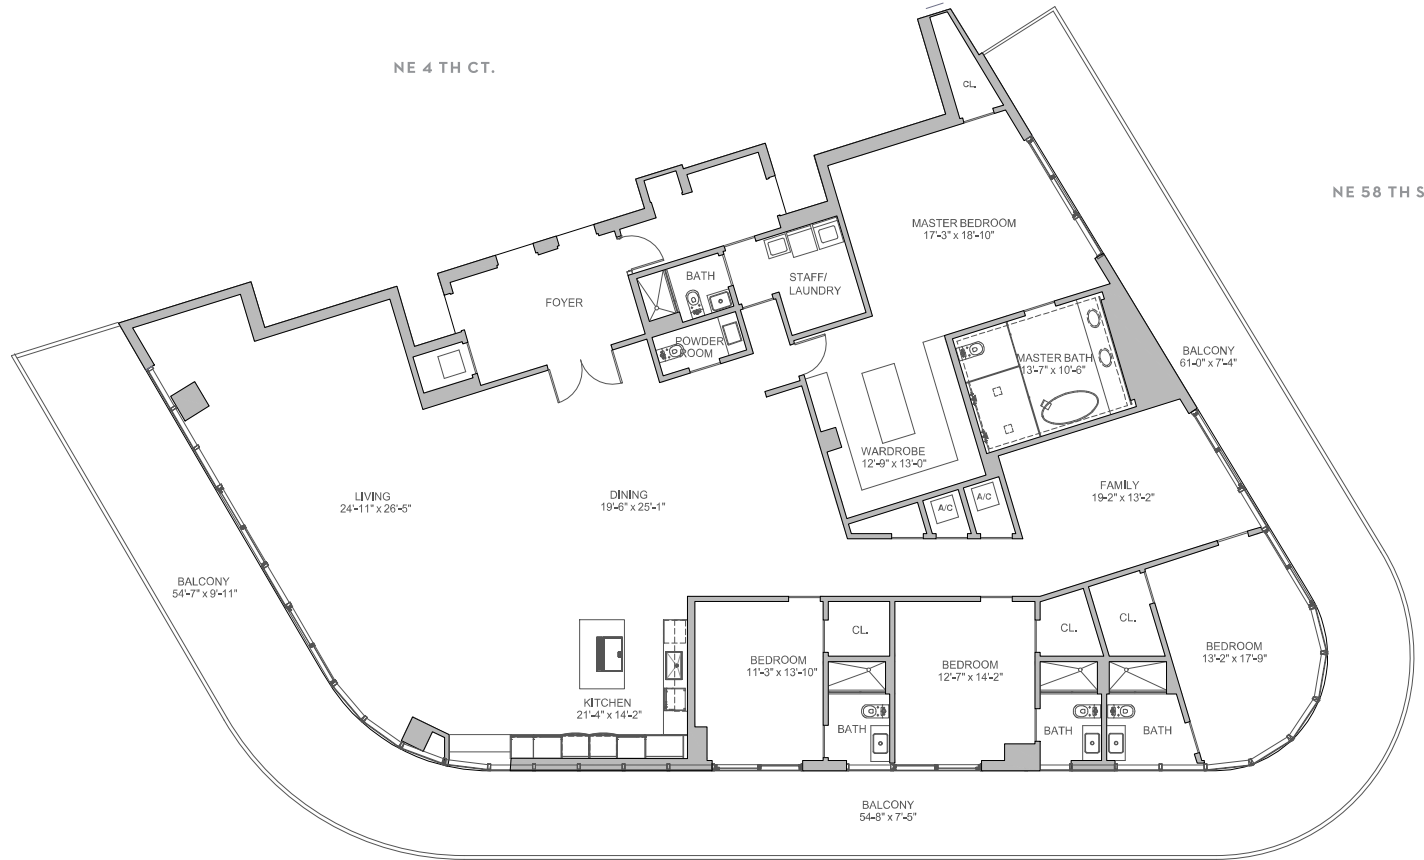 NE 4 TH CT.
CL.
NE 58 TH S
MASTER BEDROOM
17'-3" x 18'-10"
BATH
STAFF/
LAUNDRY
FOYER
POWDER
ROOM
MASTER BATH
13'-7" x 10'-6"
BALCONY
61'-0" x 7'-4"
WARDROBE
12'-9" x 13'-0"
FAMILY
19'-2" x 13'-2"
LIVING
24'-11" x 26'-5"
DINING
19'-6" x 25'-1"
A/C
A/C
BALCONY
54'-7" x 9'-11"
CL.
CL.
CL.
BEDROOM
13'-2" x 17'-9"
BEDROOM
11'-3" x 13'-10"
BEDROOM
12'-7" x 14'-2"
KITCHEN
21'-4" x 14'-2"
BATH
BATH
BATH
BALCONY
54'-8" x 7'-5"